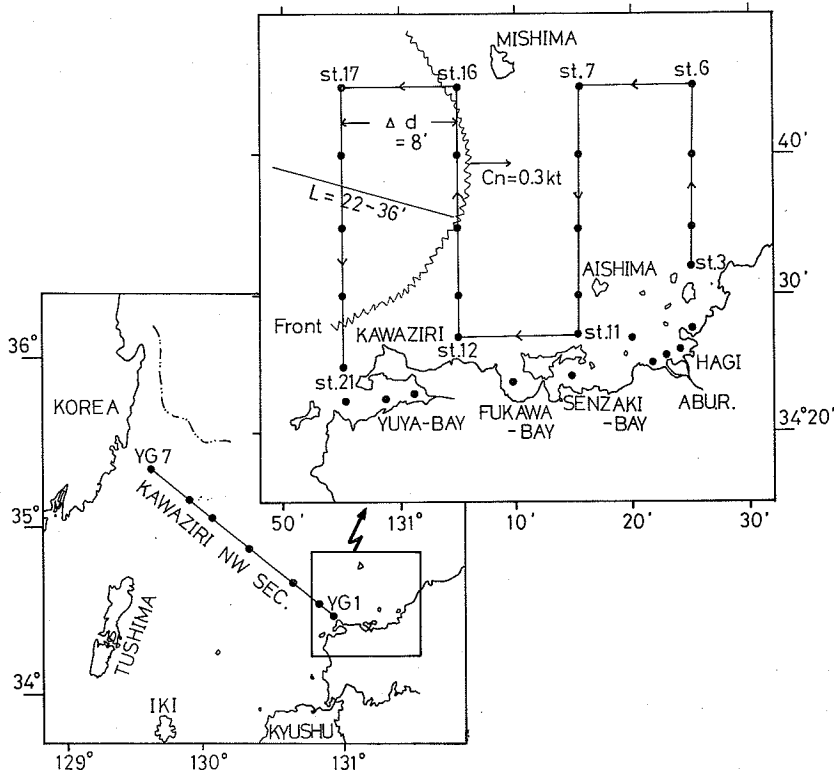 MISHIMA
st.17
st.16
st.7
st.6
Δ d
= 8'
40'
Cn=0.3kt
L = 22-36'
AISHIMA
st.3
30'
Front
KAWAZIRI
st.12
st.11
HAGI
st.21
YUYA-BAY
FUKAWA
-BAY
SENZAKI
-BAY
ABU.R.
34°20'
50'
131°
10'
20'
30'
36°
KOREA
YG7
KAWAZIRI NW SEC.
35°
YG1
TUSHIMA
34°
IKI
KYUSHU
129°
130°
131°